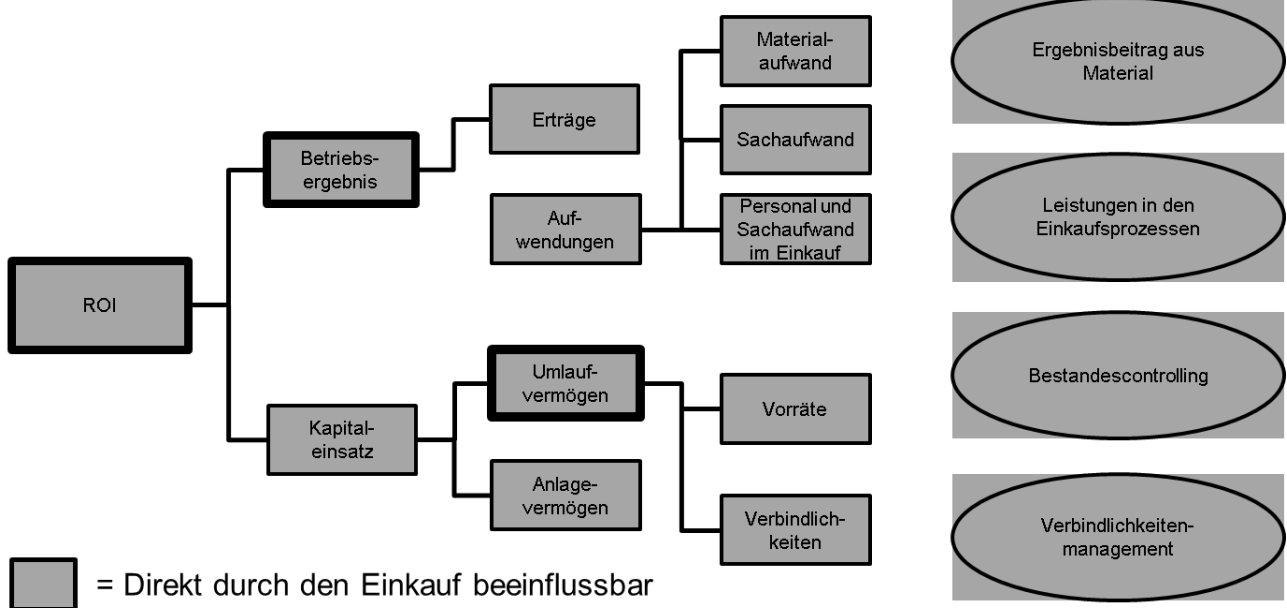 ROI
Betriebs-
ergebnis
Kapital-
einsatz
Erträge
Auf-
wendungen
Umlauf-
vermögen
Anlage-
vermögen
Material-
aufwand
Sachaufwand
Personal und
Sachaufwand
im Einkauf
Vorräte
Verbindlich-
keiten
Ergebnisbeitrag aus
Material
Leistungen in den
Einkaufsprozessen
Bestandescontrolling
Verbindlichkeiten-
management
= Direkt durch den Einkauf beeinflussbar